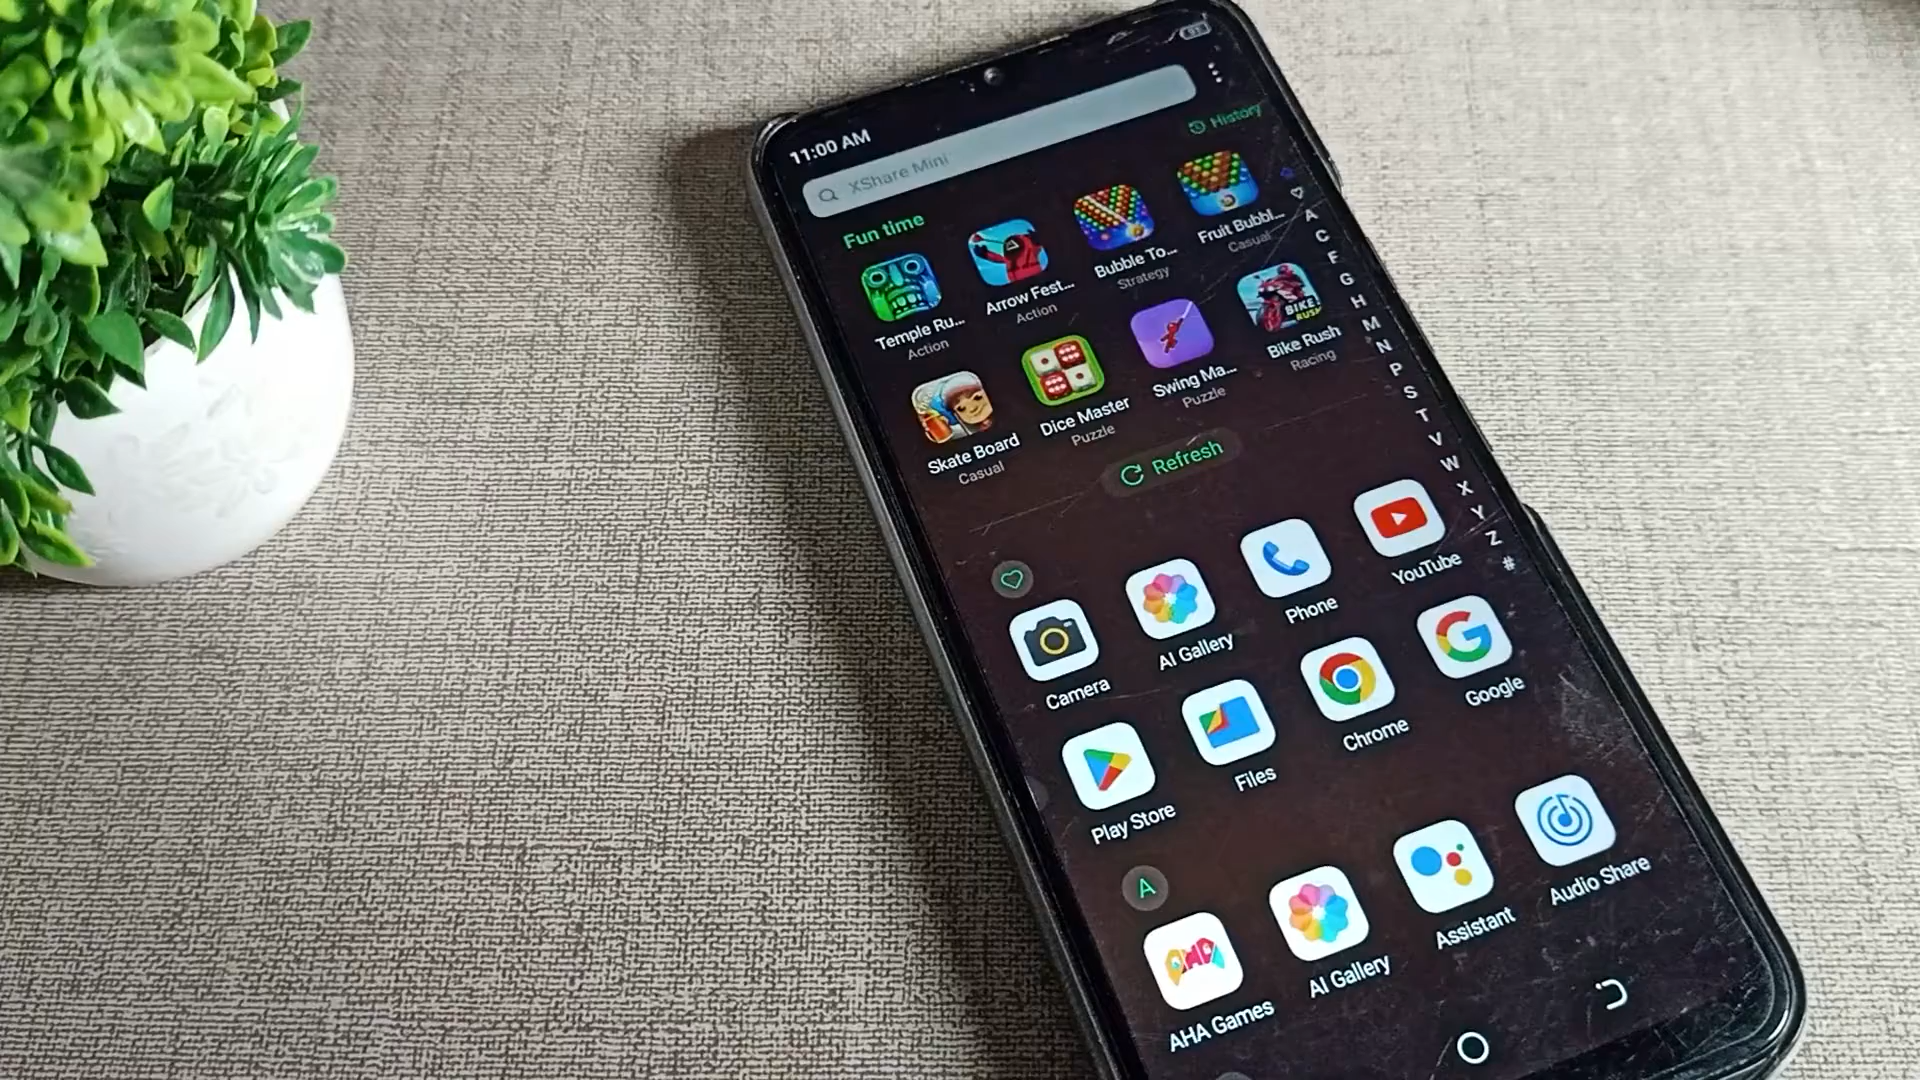 11:00 AM
XShare Mini
History
Fun time
Temple Ru...
Action
Arrow Fest...
Action
Bubble To...
Strategy
Fruit Bubbl...
Casual
Skate Board
Casual
Dice Master
Puzzle
Swing Ma...
Puzzle
BIKE
RUSH
Bike Rush
Racing
Refresh
A
C
F
G
H
M
N
P
S
T
V
W
X
Y
Z
#
Camera
AI Gallery
Phone
YouTube
Play Store
Files
Chrome
Google
A
AHA Games
AI Gallery
Assistant
Audio Share